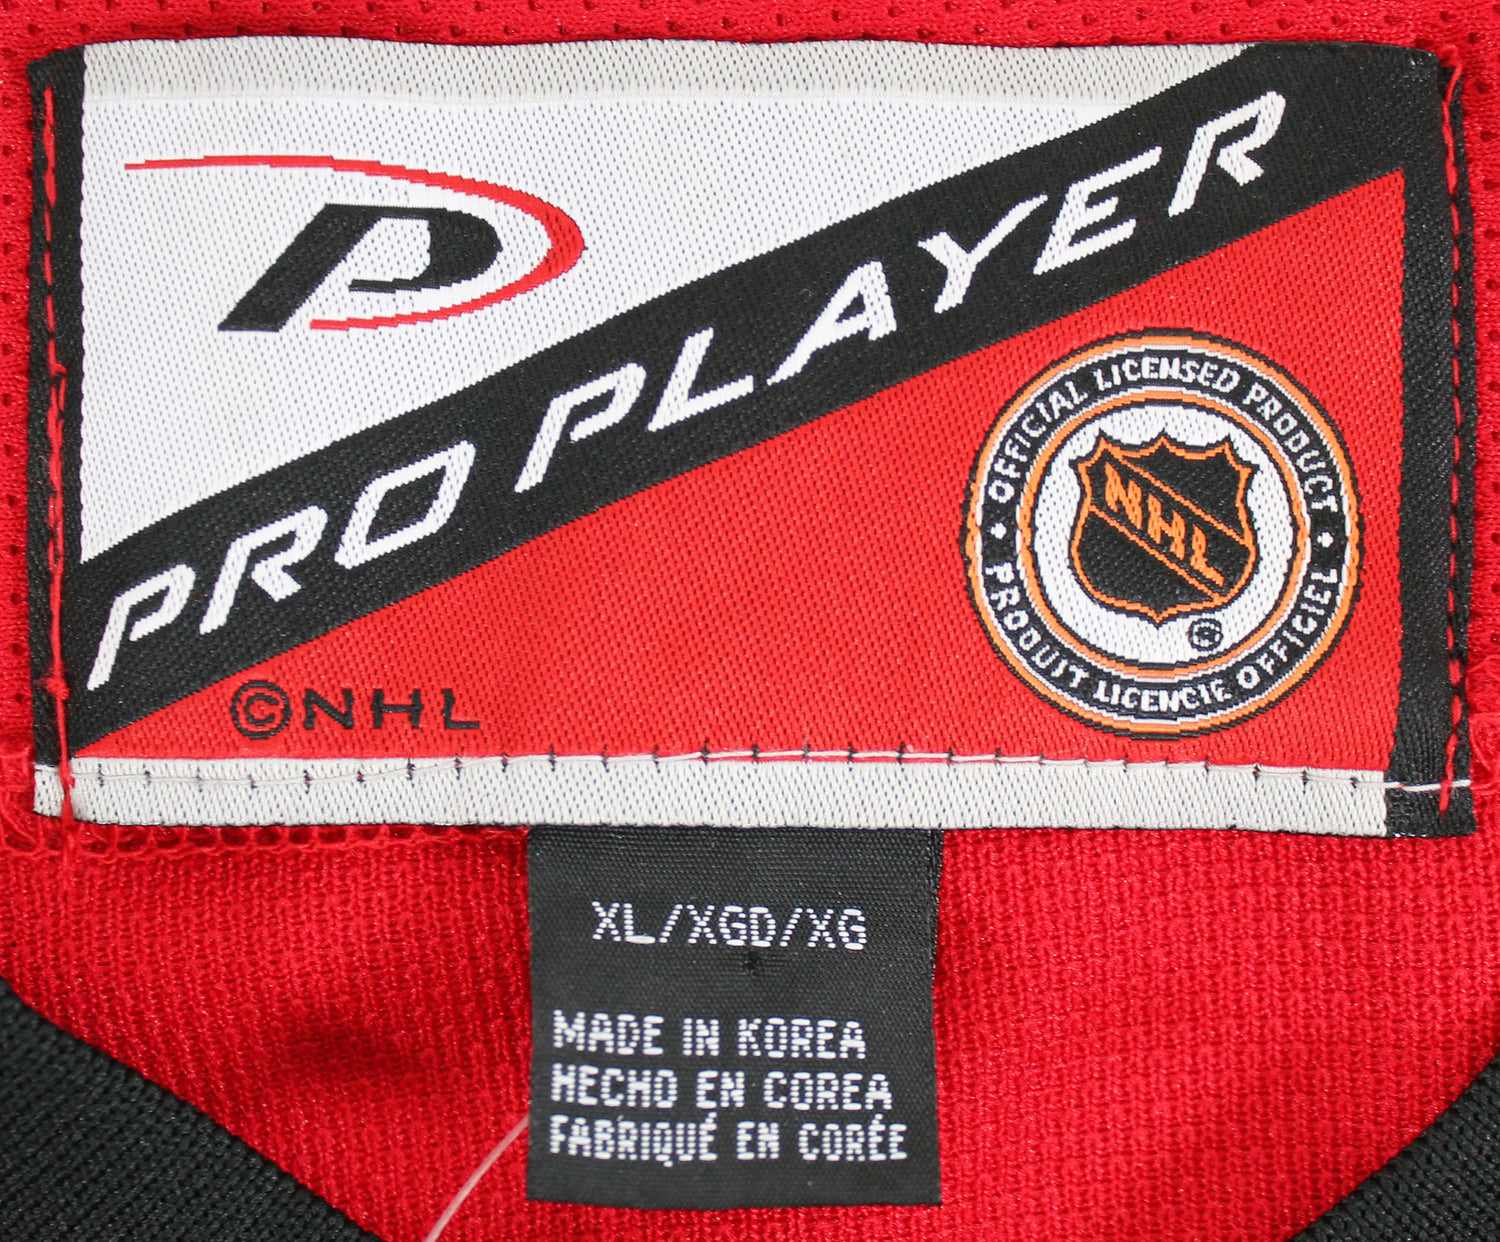 P
PRO PLAYER
OFFICIAL LICENSED PRODUCT
NHL
©
PRODUIT LICENCIE OFFICIEL
©NHL
XL/XGD/XG
MADE IN KOREA
HECHO EN COREA
FABRIQUÉ EN CORÉE